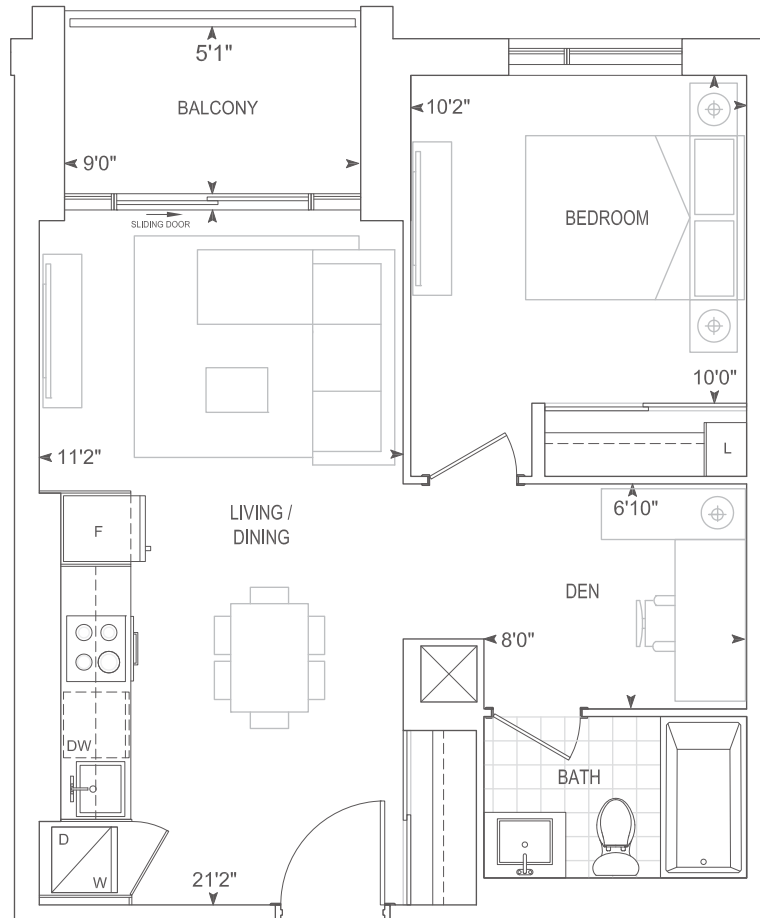 5'1"
BALCONY
10'2"
9'0"
BEDROOM
SLIDING DOOR
10'0"
11'2"
L
6'10"
LIVING /
DINING
F
DEN
8'0"
DW
BATH
D
W
21'2"